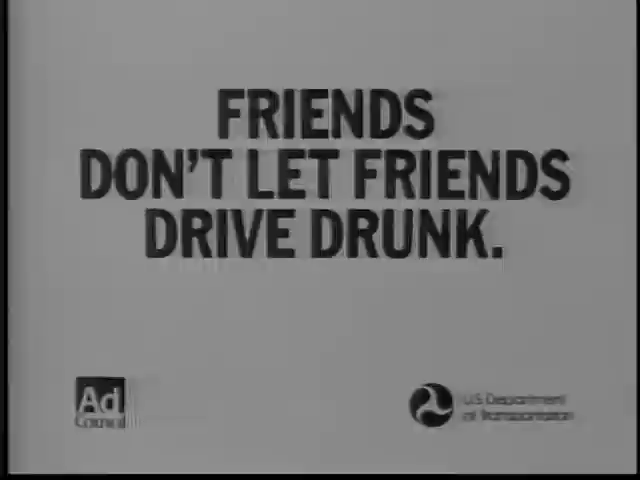 FRIENDS
DON'T LET FRIENDS
DRIVE DRUNK.
Ad
Council
U.S. Department
of Transportation